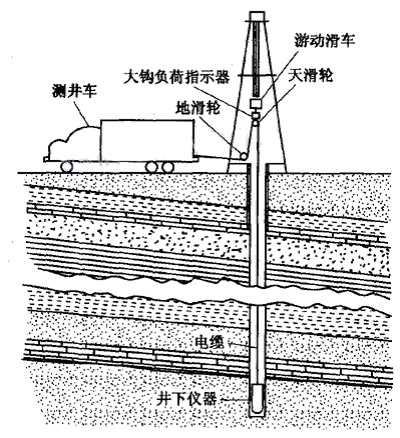 游动滑车
大钩负荷指示器
天滑轮
测井车
地滑轮
电缆
井下仪器